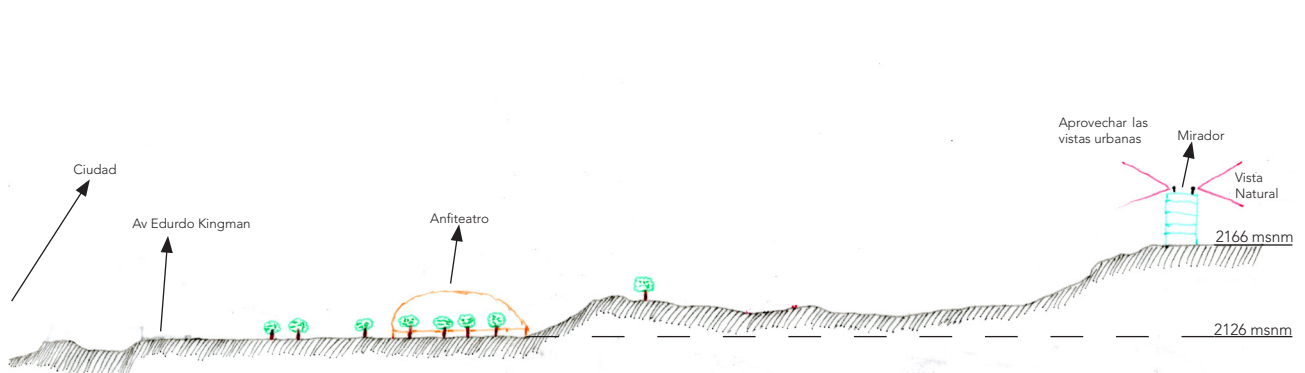 Ciudad
Av Edurdo Kingman
Anfiteatro
Aprovechar las
vistas urbanas
Mirador
Vista
Natural
2166 msnm
2126 msnm